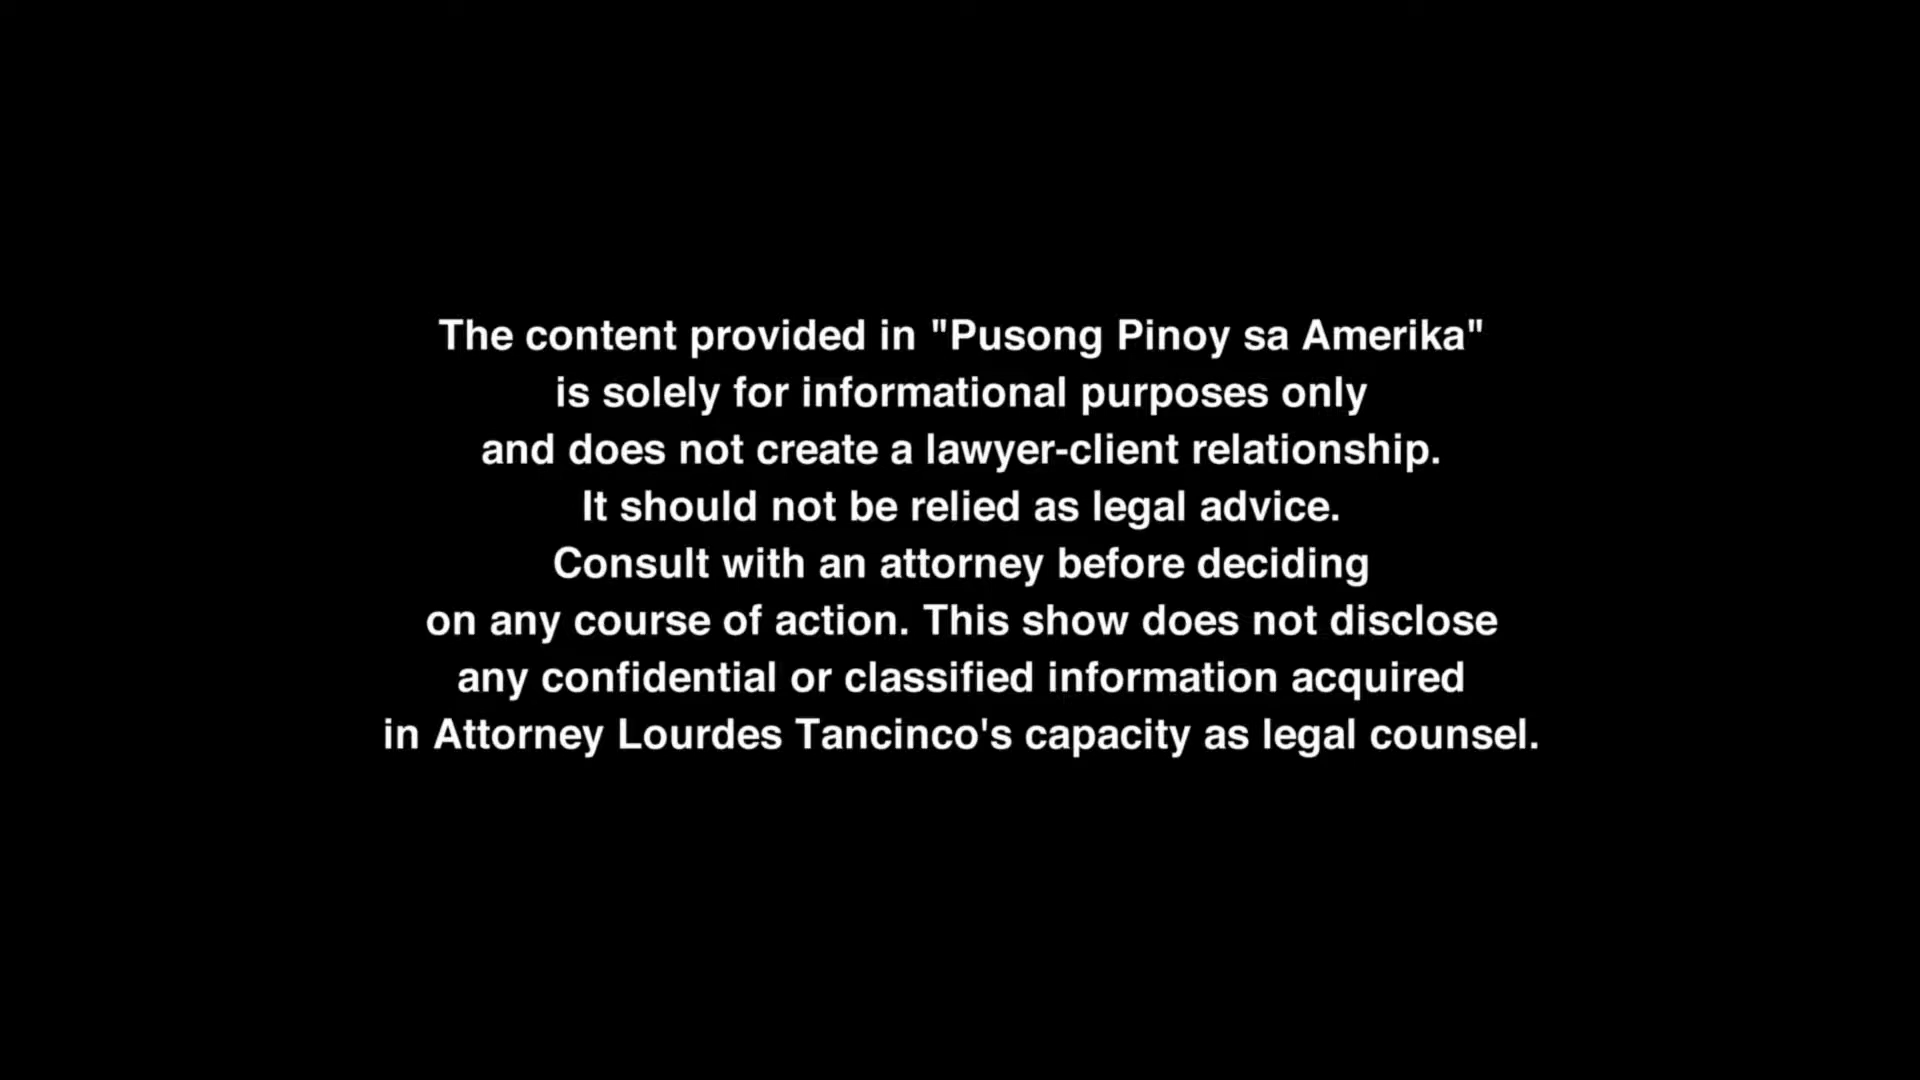 The content provided in "Pusong Pinoy sa Amerika"
is solely for informational purposes only
and does not create a lawyer-client relationship.
It should not be relied as legal advice.
Consult with an attorney before deciding
on any course of action. This show does not disclose
any confidential or classified information acquired
in Attorney Lourdes Tancinco's capacity as legal counsel.